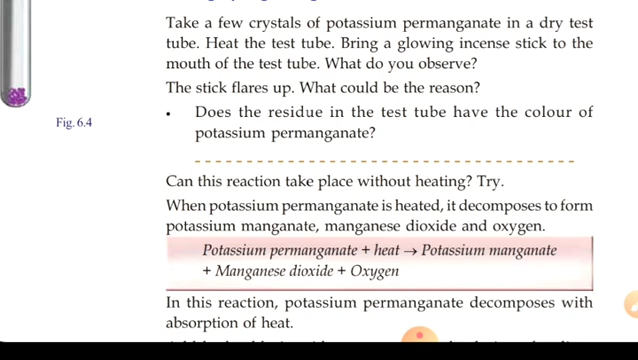 Take a few crystals of potassium permanganate in a dry test
tube. Heat the test tube. Bring a glowing incense stick to the
mouth of the test tube. What do you observe?
The stick flares up. What could be the reason?
• Does the residue in the test tube have the colour of
potassium permanganate?
Fig. 6.4
Can this reaction take place without heating? Try.
When potassium permanganate is heated, it decomposes to form
potassium manganate, manganese dioxide and oxygen.
Potassium permanganate + heat → Potassium manganate
+ Manganese dioxide + Oxygen
In this reaction, potassium permanganate decomposes with
absorption of heat.